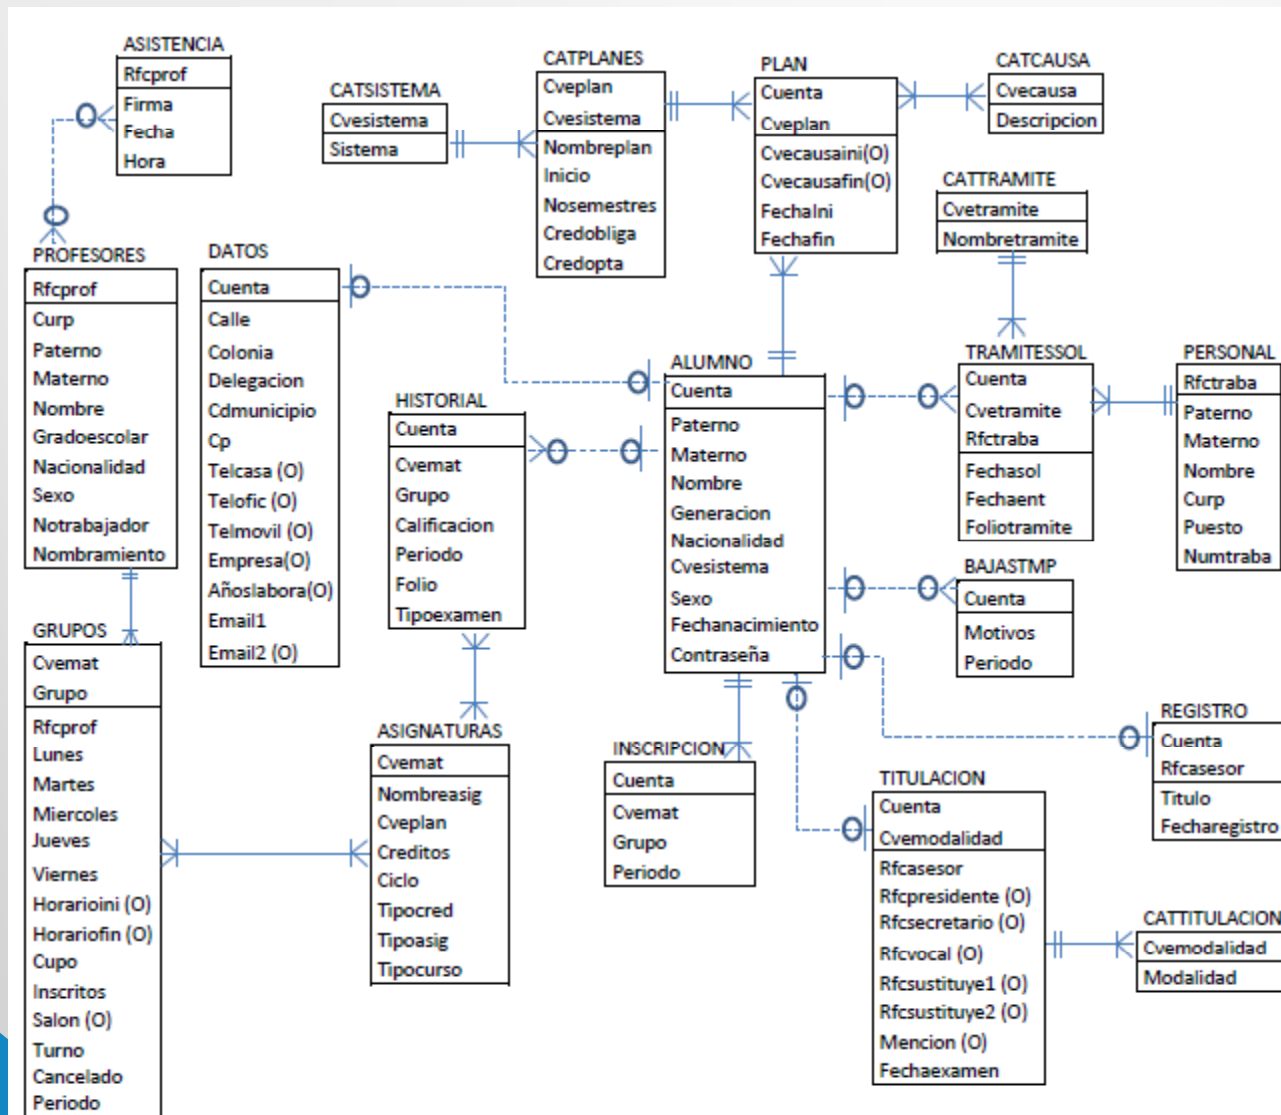 ASISTENCIA
Rfcprof
Firma
Fecha
Hora
CATSISTEMA
Cvesistema
Sistema
CATPLANES
Cveplan
Cvesistema
Nombreplan
Inicio
Nosemestres
Credobliga
Credopta
PLAN
Cuenta
Cveplan
Cvecausaini(O)
Cvecausafin(O)
FechaIni
Fechafin
CATCAUSA
Cvecausa
Descripcion
CATTRAMITE
Cvetramite
Nombretramite
PROFESORES
Rfcprof
Curp
Paterno
Materno
Nombre
Gradoescolar
Nacionalidad
Sexo
Notrabajador
Nombramiento
DATOS
Cuenta
Calle
Colonia
Delegacion
Cdmunicipio
Cp
Telcasa (O)
Telofic (O)
Telmovil (O)
Empresa(O)
Añoslabora(O)
Email1
Email2 (O)
HISTORIAL
Cuenta
Cvemat
Grupo
Calificacion
Periodo
Folio
Tipoexamen
ALUMNO
Cuenta
Paterno
Materno
Nombre
Generacion
Nacionalidad
Cvesistema
Sexo
Fechanacimiento
Contraseña
TRAMITESSOL
Cuenta
Cvetramite
Rfctraba
Fechasol
Fechaent
Foliotramite
PERSONAL
Rfctraba
Paterno
Materno
Nombre
Curp
Puesto
Numtraba
BAJASTMP
Cuenta
Motivos
Periodo
GRUPOS
Cvemat
Grupo
Rfcprof
Lunes
Martes
Miercoles
Jueves
Viernes
Horarioini (O)
Horariofin (O)
Cupo
Inscritos
Salon (O)
Turno
Cancelado
Periodo
ASIGNATURAS
Cvemat
Nombreasig
Cveplan
Creditos
Ciclo
Tipocred
Tipoasig
Tipocurso
INSCRIPCION
Cuenta
Cvemat
Grupo
Periodo
TITULACION
Cuenta
Cvemodalidad
Rfcasesor
Rfcpresidente (O)
Rfcsecretario (O)
Rfcvocal (O)
Rfcsustituye1 (O)
Rfcsustituye2 (O)
Mencion (O)
Fechaexamen
REGISTRO
Cuenta
Rfcasesor
Titulo
Fecharegistro
CATTITULACION
Cvemodalidad
Modalidad